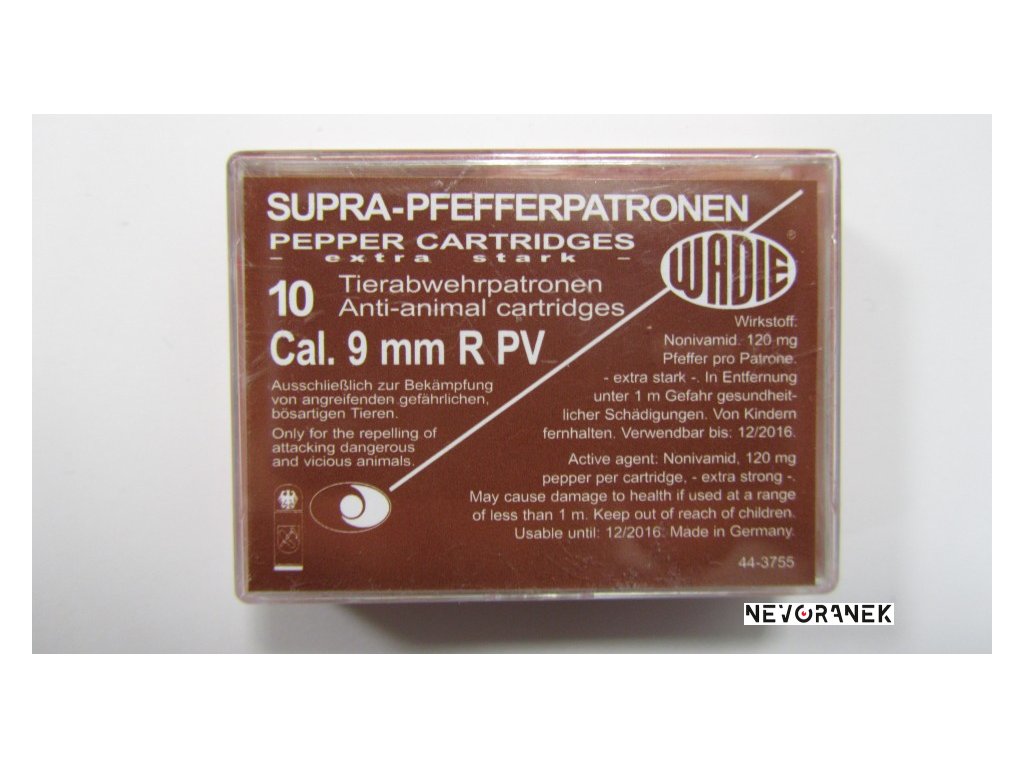 SUPRA-PFEFFERPATRONEN
PEPPER CARTRIDGES
- extra stark -
10
Tierabwehrpatronen
Anti-animal cartridges
Cal. 9 mm R PV
Ausschließlich zur Bekämpfung
von angreifenden gefährlichen,
bösartigen Tieren.
Only for the repelling of
attacking dangerous
and vicious animals.
WADIE ®
Wirkstoff:
Nonivamid. 120 mg
Pfeffer pro Patrone.
- extra stark -. In Entfernung
unter 1 m Gefahr gesundheit-
licher Schädigungen. Von Kindern
fernhalten. Verwendbar bis: 12/2016.
Active agent: Nonivamid, 120 mg
pepper per cartridge, - extra strong -.
May cause damage to health if used at a range
of less than 1 m. Keep out of reach of children.
Usable until: 12/2016. Made in Germany.
44-3755
NEVORANEK